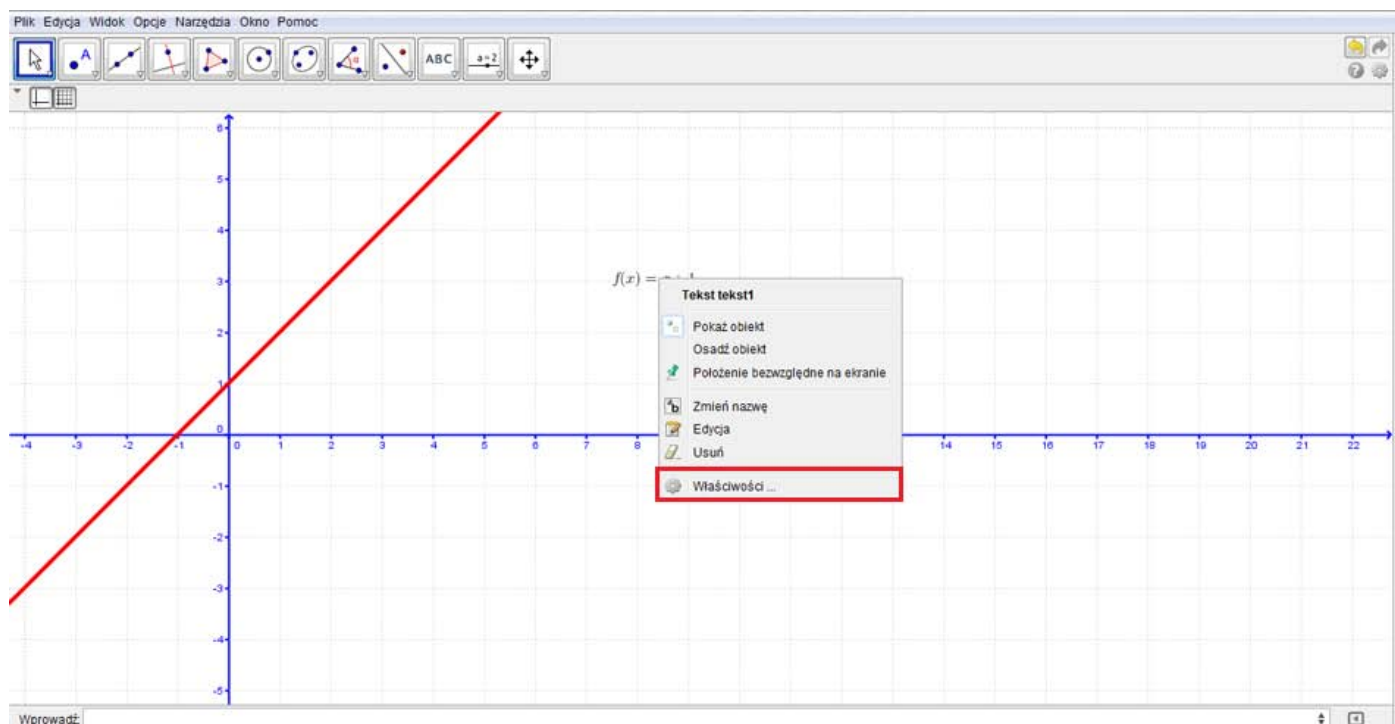 Plik Edycja Widok Opcje Narzędzia Okno Pomoc
A
α
ABC
a=2
6
5
4
3
2
1
0
-1
-2
-3
-4
-5
-4 -3 -2 -1 0 1 2 3 4 5 6 7 8 14 15 16 17 18 19 20 21 22
f(x) =
Tekst tekst1
Pokaż obiekt
Osadź obiekt
Położenie bezwzględne na ekranie
Zmień nazwę
Edycja
Usuń
Właściwości ...
Wprowadź: